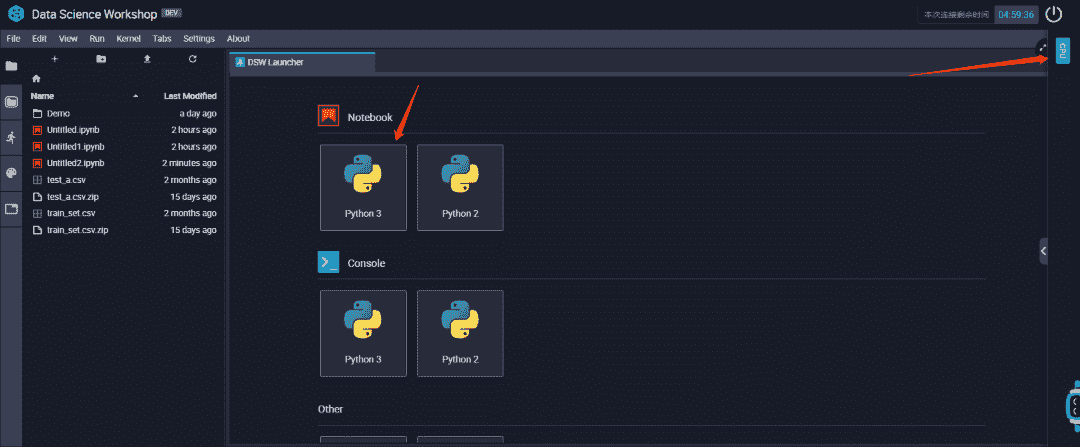 Data Science Workshop DEV
本次连接剩余时间 04:59:36
File Edit View Run Kernel Tabs Settings About
CPU
DSW Launcher
Name Last Modified
Demo a day ago
Untitled.ipynb 2 hours ago
Untitled1.ipynb 2 hours ago
Untitled2.ipynb 2 minutes ago
test_a.csv 2 months ago
test_a.csv.zip 15 days ago
train_set.csv 2 months ago
train_set.csv.zip 15 days ago
Notebook
Python 3 Python 2
Console
Python 3 Python 2
Other